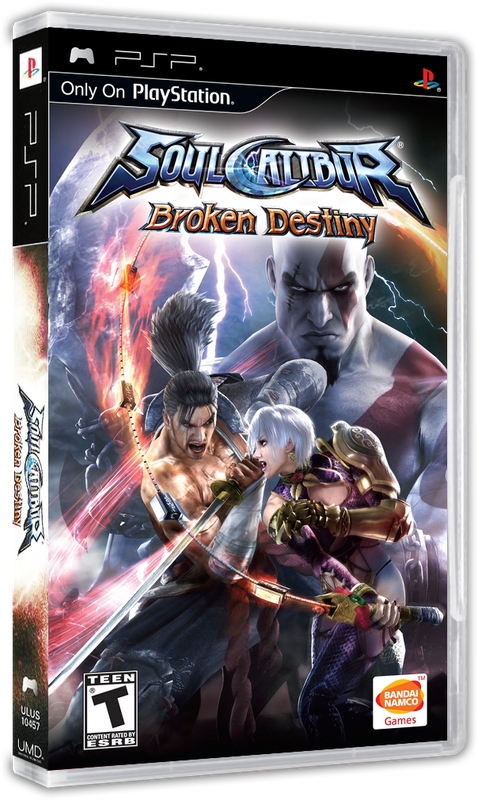 PSP
Only On PlayStation®
SOULCALIBUR®
Broken Destiny
TEEN
T
CONTENT RATED BY
ESRB
BANDAI
NAMCO
Games
TM
PSP
SOULCALIBUR
Broken Destiny
ULUS
10457
UMD